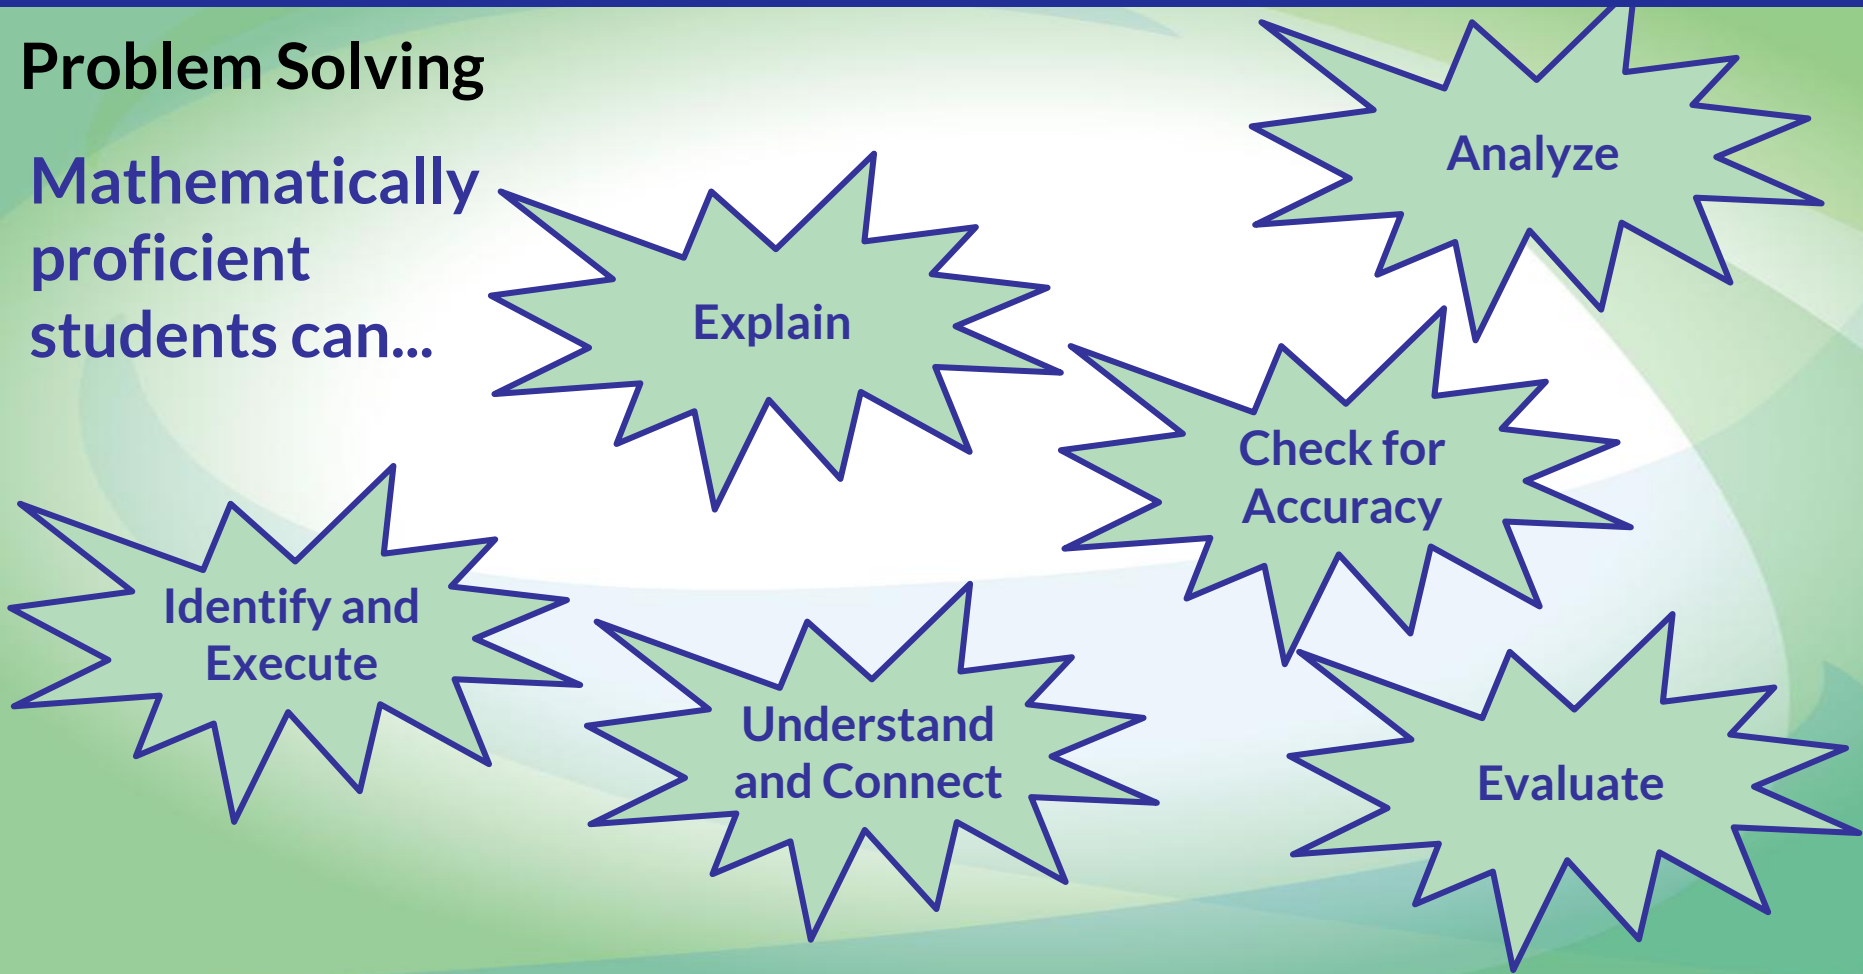 Problem Solving
Mathematically
proficient
students can...
Analyze
Explain
Check for
Accuracy
Identify and
Execute
Understand
and Connect
Evaluate